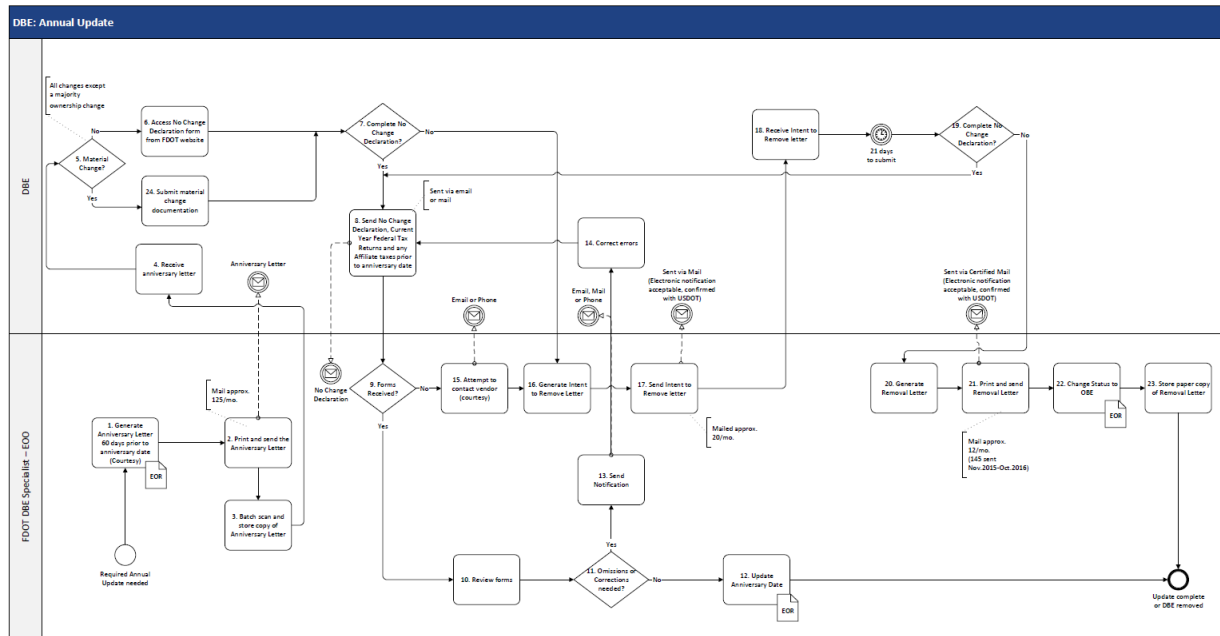 DBE: Annual Update
DBE
All changes except
a majority
ownership change
No
5. Material
Change?
Yes
6. Access No Change
Declaration form
from FDOT website
24. Submit material
change
documentation
4. Receive
anniversary letter
Anniversary Letter
7. Complete No
Change
Declaration?
No
Yes
Sent via email
or mail
8. Send No Change
Declaration, Current
Year Federal Tax
Returns and any
Affiliate taxes prior
to anniversary date
14. Correct errors
Email or Phone
Email, Mail
or Phone
Sent via Mail
(Electronic notification
acceptable, confirmed
with USDOT)
18. Receive Intent to
Remove letter
21 days
to submit
19. Complete No
Change
Declaration?
No
Yes
Sent via Certified Mail
(Electronic notification
acceptable, confirmed
with USDOT)
FDOT DBE Specialist – EOO
Required Annual
Update needed
1. Generate
Anniversary Letter
60 days prior to
anniversary date
(Courtesy)
EOR
Mail approx.
125/mo.
2. Print and send the
Anniversary Letter
3. Batch scan and
store copy of
Anniversary Letter
No Change
Declaration
9. Forms
Received?
No
Yes
15. Attempt to
contact vendor
(courtesy)
16. Generate Intent
to Remove Letter
17. Send Intent to
Remove letter
Mailed approx.
20/mo.
13. Send
Notification
Yes
10. Review forms
11. Omissions or
Corrections
needed?
No
12. Update
Anniversary Date
EOR
20. Generate
Removal Letter
21. Print and send
Removal Letter
Mail approx.
12/mo.
(145 sent
Nov.2015-Oct.2016)
22. Change Status to
OBE
EOR
23. Store paper copy
of Removal Letter
Update complete
or DBE removed